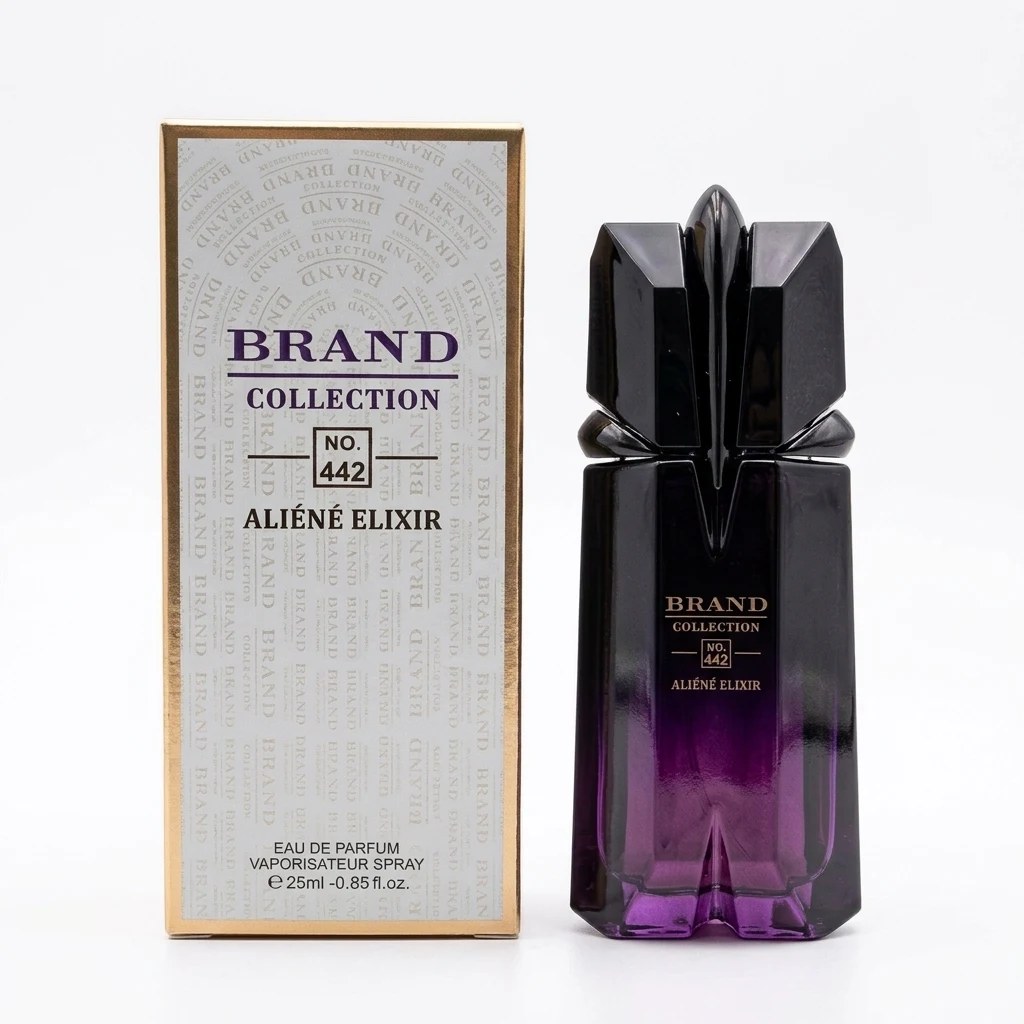 BRAND
COLLECTION
NO.
442
ALIÉNÉ ELIXIR
EAU DE PARFUM
VAPORISATEUR SPRAY
℮ 25ml -0.85 fl.oz.
BRAND
COLLECTION
NO.
442
ALIÉNÉ ELIXIR